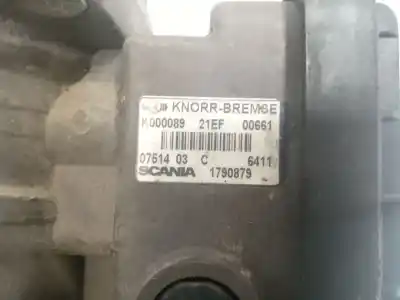 KNORR-BREMSE
K000089 21EF 00661
07514 03 C 6411
SCANIA 1790879